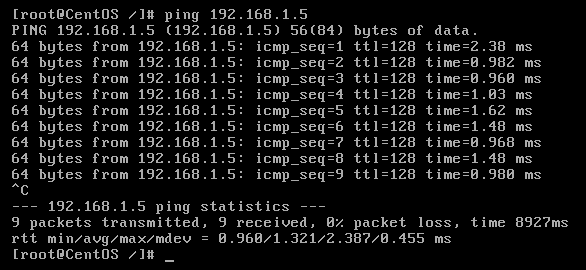 [root@CentOS /]# ping 192.168.1.5
PING 192.168.1.5 (192.168.1.5) 56(84) bytes of data.
64 bytes from 192.168.1.5: icmp_seq=1 ttl=128 time=2.38 ms
64 bytes from 192.168.1.5: icmp_seq=2 ttl=128 time=0.982 ms
64 bytes from 192.168.1.5: icmp_seq=3 ttl=128 time=0.960 ms
64 bytes from 192.168.1.5: icmp_seq=4 ttl=128 time=1.03 ms
64 bytes from 192.168.1.5: icmp_seq=5 ttl=128 time=1.62 ms
64 bytes from 192.168.1.5: icmp_seq=6 ttl=128 time=1.48 ms
64 bytes from 192.168.1.5: icmp_seq=7 ttl=128 time=0.968 ms
64 bytes from 192.168.1.5: icmp_seq=8 ttl=128 time=1.48 ms
64 bytes from 192.168.1.5: icmp_seq=9 ttl=128 time=0.980 ms
^C
--- 192.168.1.5 ping statistics ---
9 packets transmitted, 9 received, 0% packet loss, time 8927ms
rtt min/avg/max/mdev = 0.960/1.321/2.387/0.455 ms
[root@CentOS /]# _